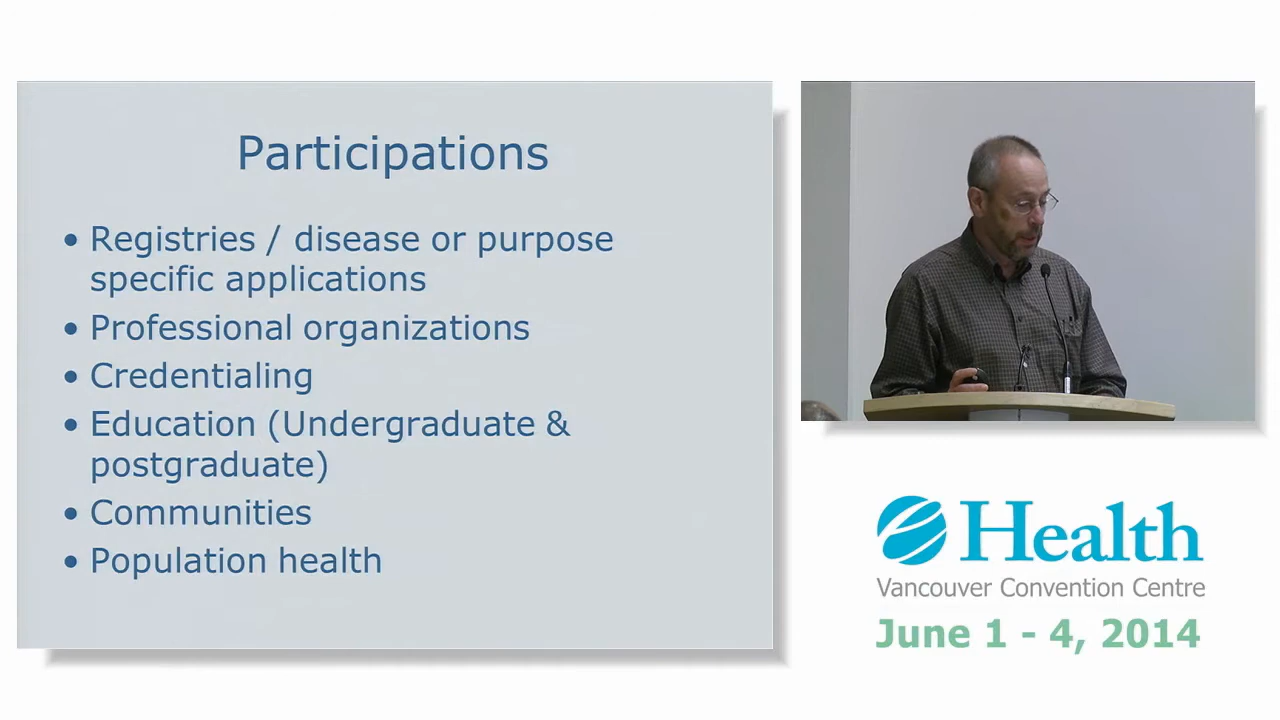 Participations
• Registries / disease or purpose
specific applications
• Professional organizations
• Credentialing
• Education (Undergraduate &
postgraduate)
• Communities
• Population health
eHealth
Vancouver Convention Centre
June 1 - 4, 2014